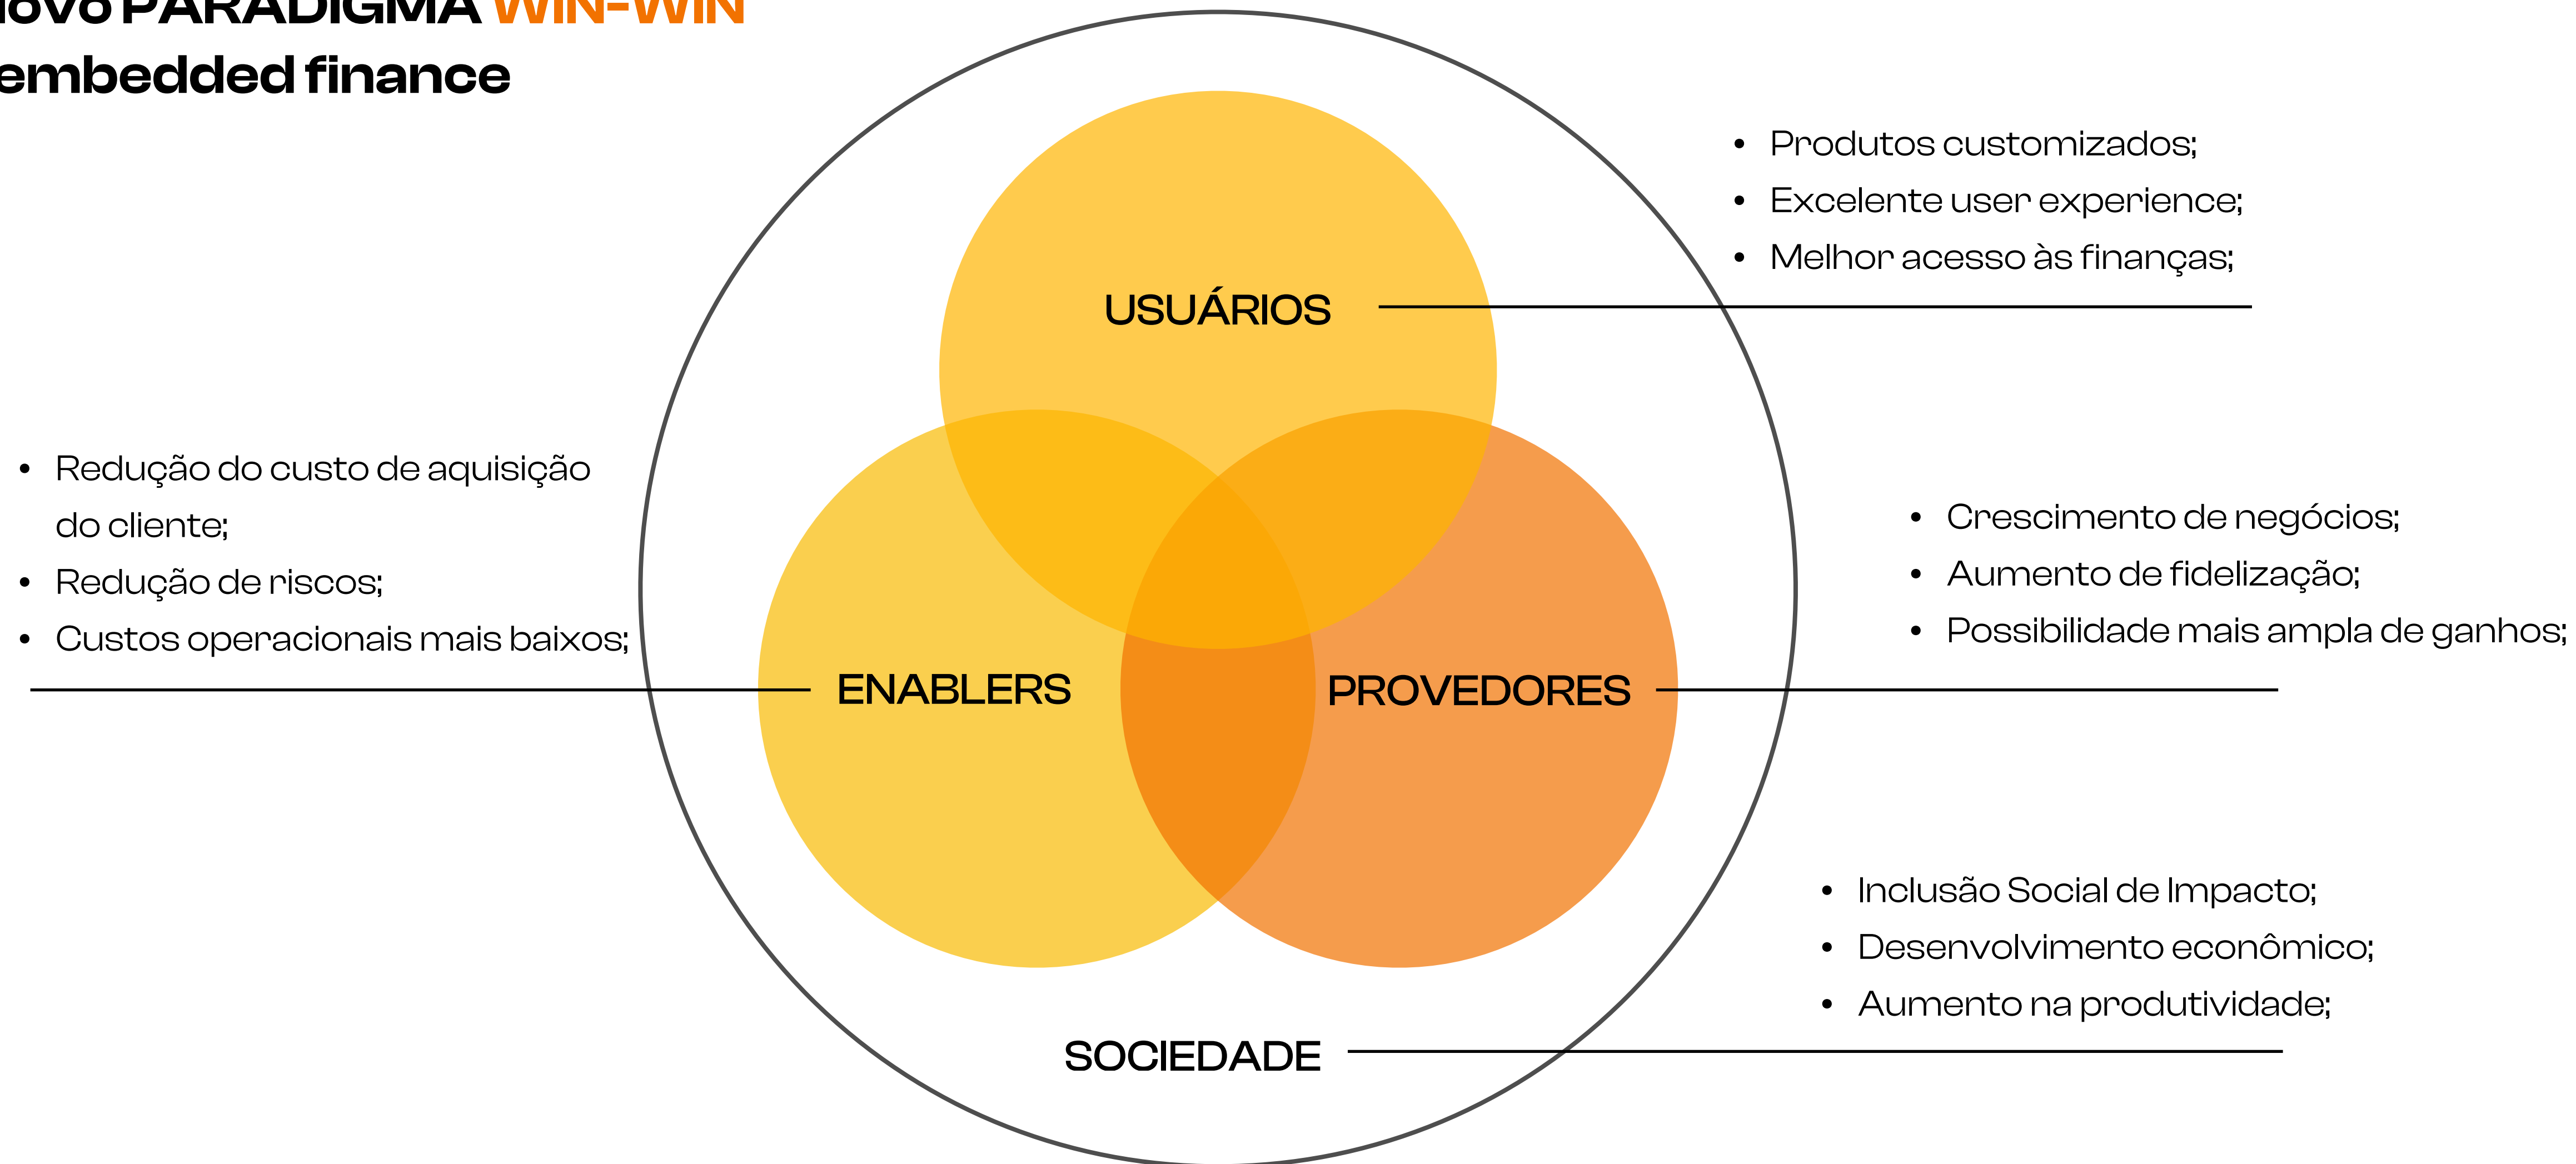 PARADIGMA WIN-WIN
embedded finance
• Produtos customizados;
• Excelente user experience;
• Melhor acesso às finanças;
USUÁRIOS
• Redução do custo de aquisição
do cliente;
• Redução de riscos;
• Custos operacionais mais baixos;
ENABLERS
• Crescimento de negócios;
• Aumento de fidelização;
• Possibilidade mais ampla de ganhos;
PROVEDORES
• Inclusão Social de Impacto;
• Desenvolvimento econômico;
• Aumento na produtividade;
SOCIEDADE